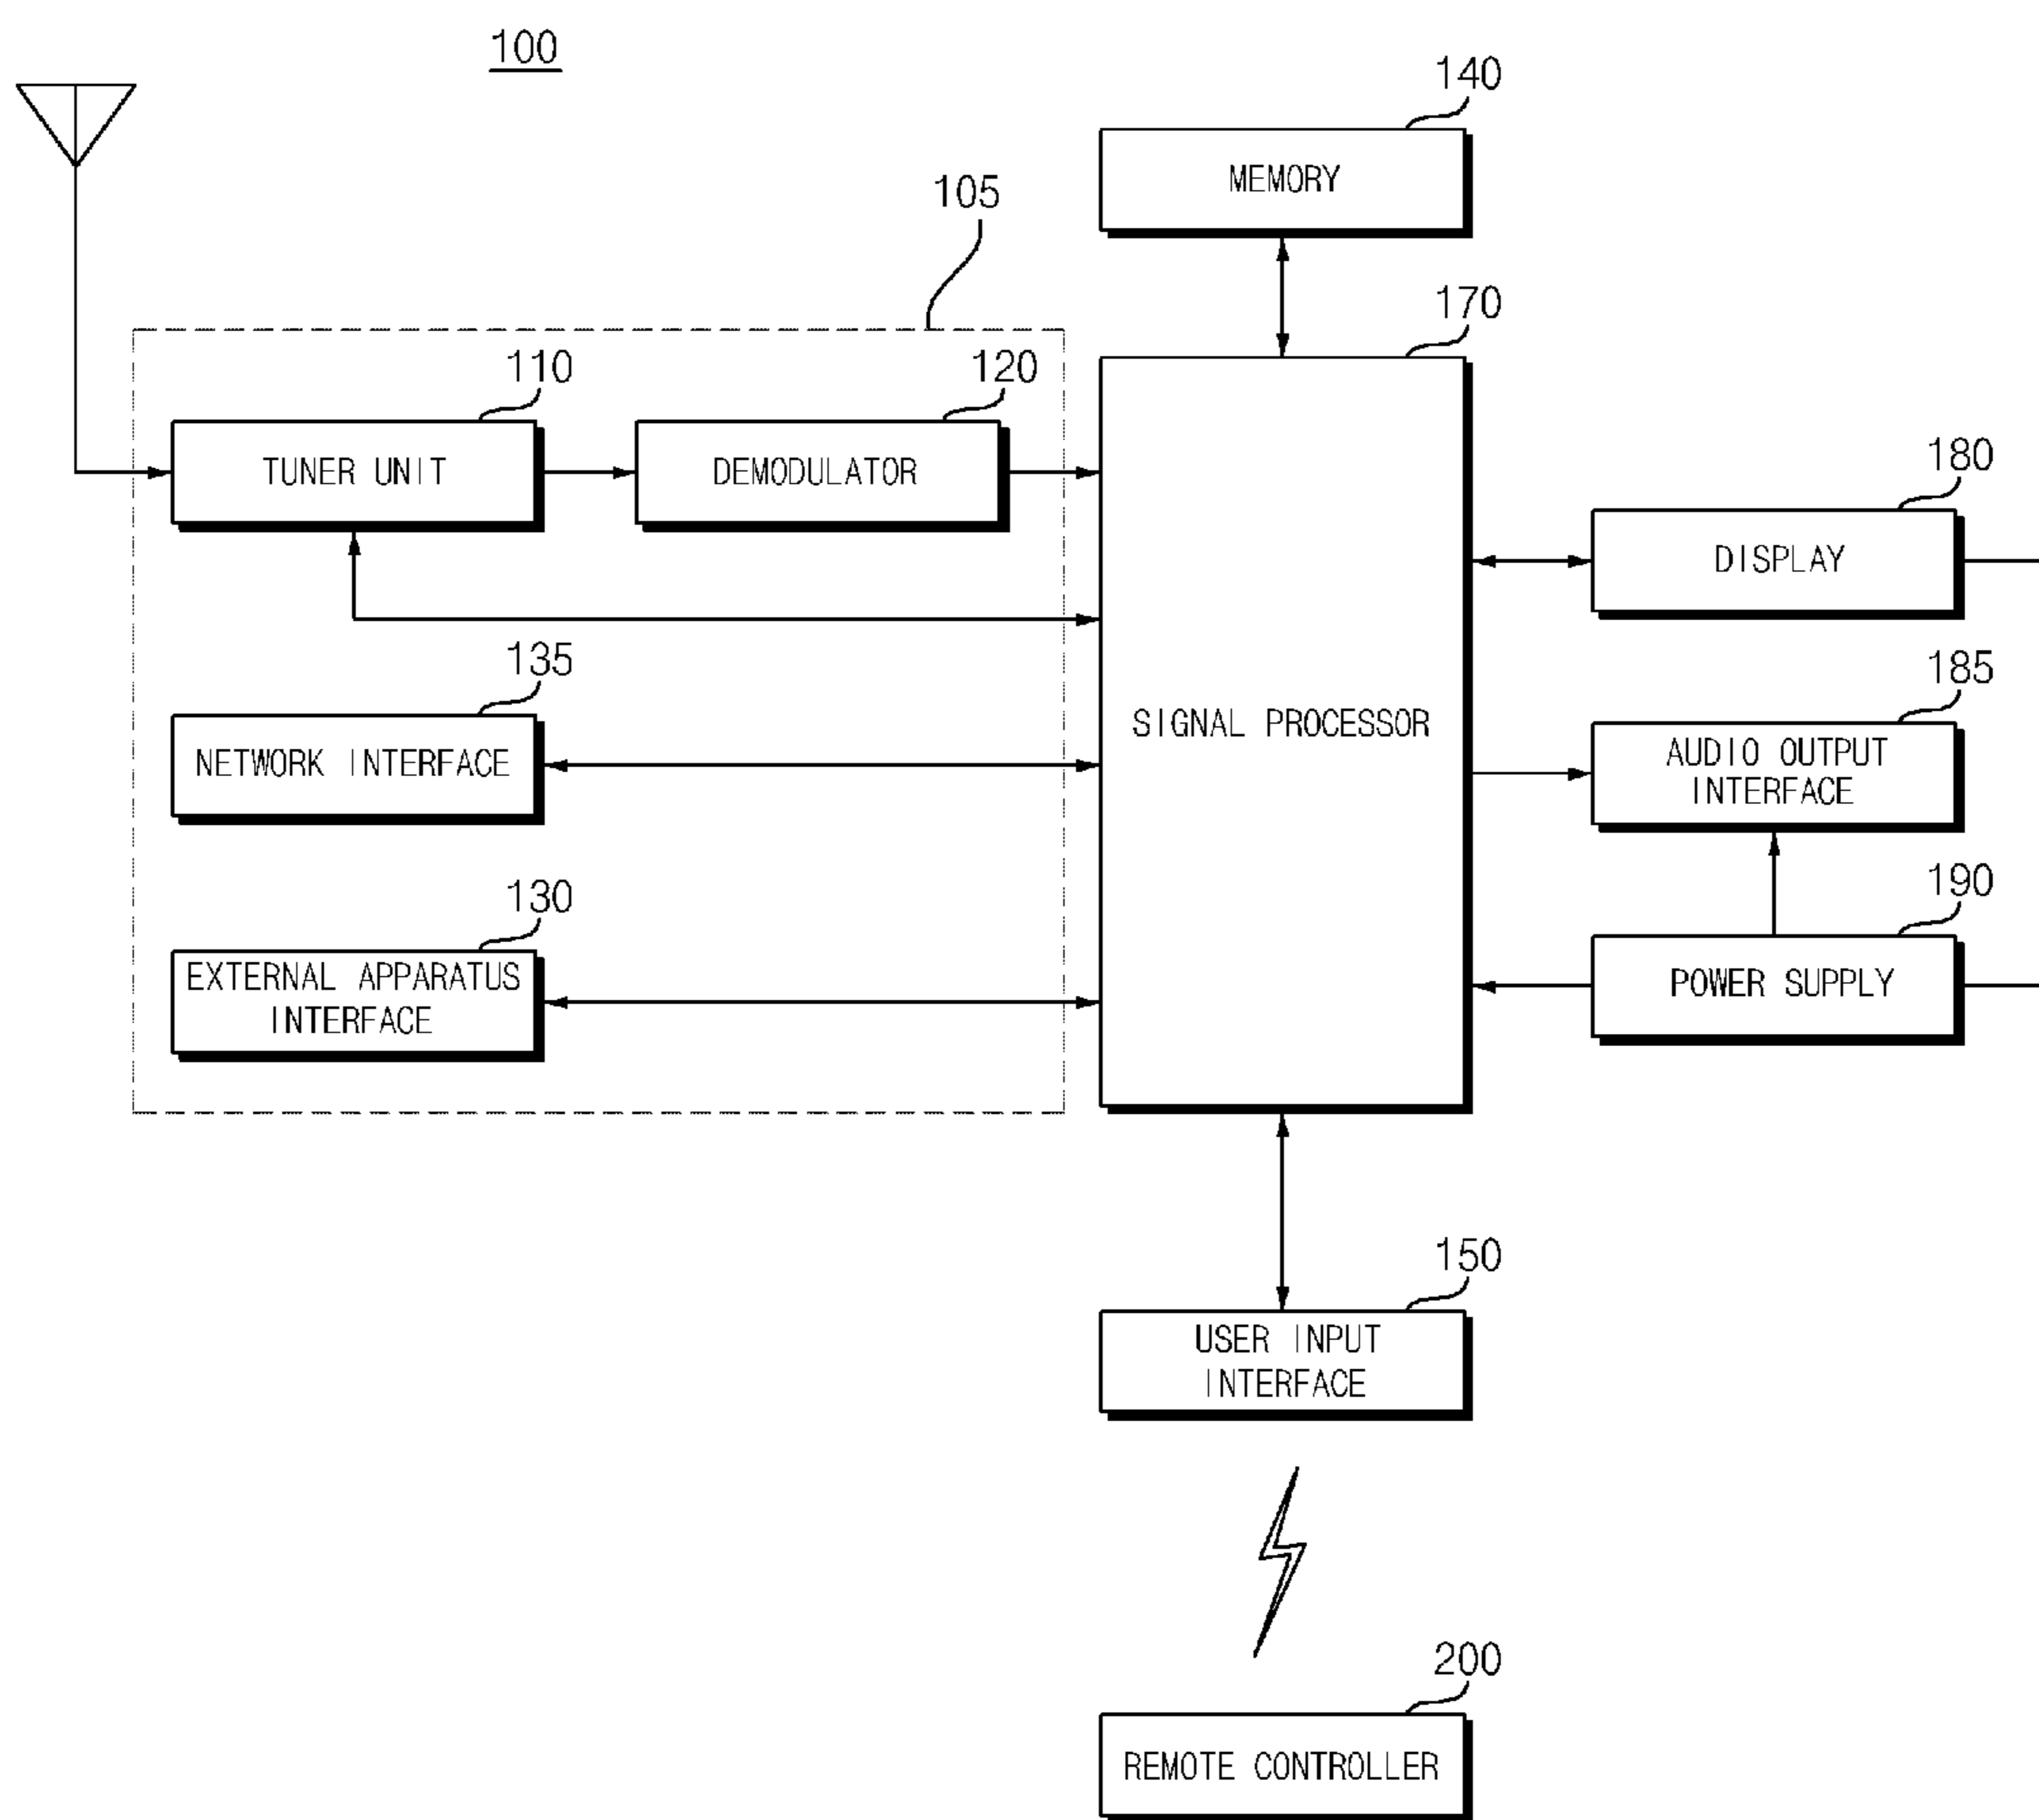 100
140
MEMORY
105
170
110
120
TUNER UNIT
DEMODULATOR
180
DISPLAY
135
NETWORK INTERFACE
SIGNAL PROCESSOR
185
AUDIO OUTPUT
INTERFACE
130
EXTERNAL APPARATUS
INTERFACE
190
POWER SUPPLY
150
USER INPUT
INTERFACE
200
REMOTE CONTROLLER